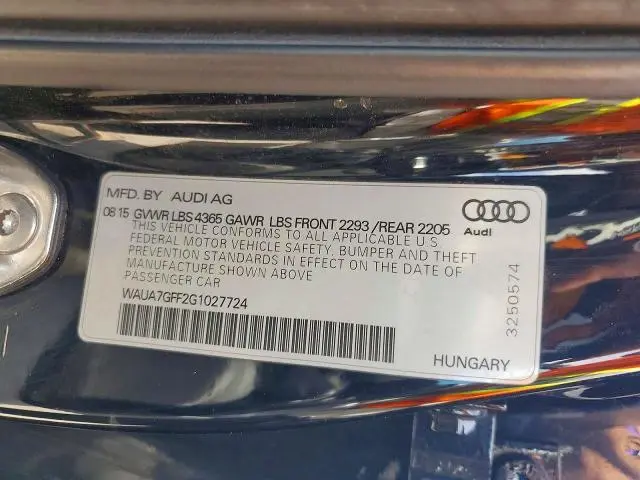 MFD. BY AUDI AG
08 15 GVWR LBS 4365 GAWR LBS FRONT 2293 /REAR 2205
THIS VEHICLE CONFORMS TO ALL APPLICABLE U S
FEDERAL MOTOR VEHICLE SAFETY, BUMPER AND THEFT
PREVENTION STANDARDS IN EFFECT ON THE DATE OF
MANUFACTURE SHOWN ABOVE
PASSENGER CAR
WAUA7GFF2G1027724
Audi
3250574
HUNGARY